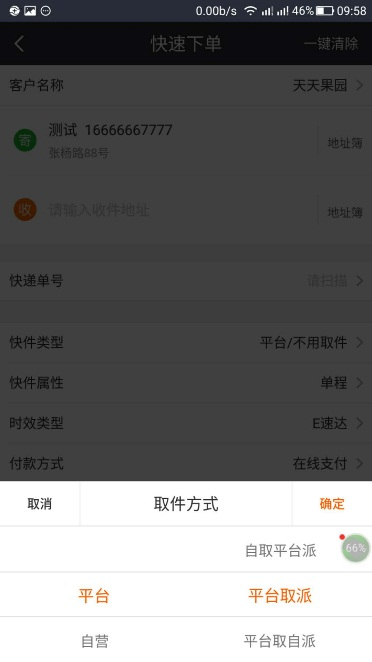 0.00b/s 46% 09:58
快速下单 一键清除
客户名称 天天果园
寄 测试 16666667777 地址簿
张杨路88号
收 请输入收件地址 地址簿
快递单号 请扫描
快件类型 平台/不用取件
快件属性 单程
时效类型 E速达
付款方式 在线支付
取消 取件方式 确定
自取平台派 66%
平台 平台取派
自营 平台取自派